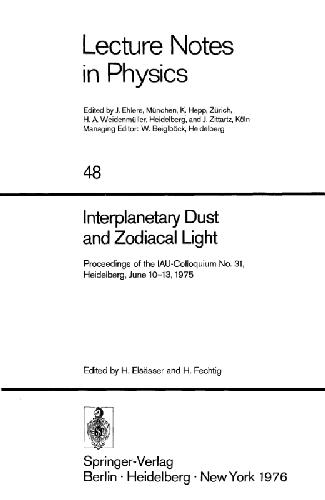 Lecture Notes
in Physics
Edited by J. Ehlers, München, K. Hepp, Zürich,
H. A. Weidenmüller, Heidelberg, and J. Zittartz, Köln
Managing Editor: W. Beiglböck, Heidelberg
48
Interplanetary Dust
and Zodiacal Light
Proceedings of the IAU-Colloquium No. 31,
Heidelberg, June 10–13, 1975
Edited by H. Elsässer and H. Fechtig
Springer-Verlag
Berlin · Heidelberg · New York 1976